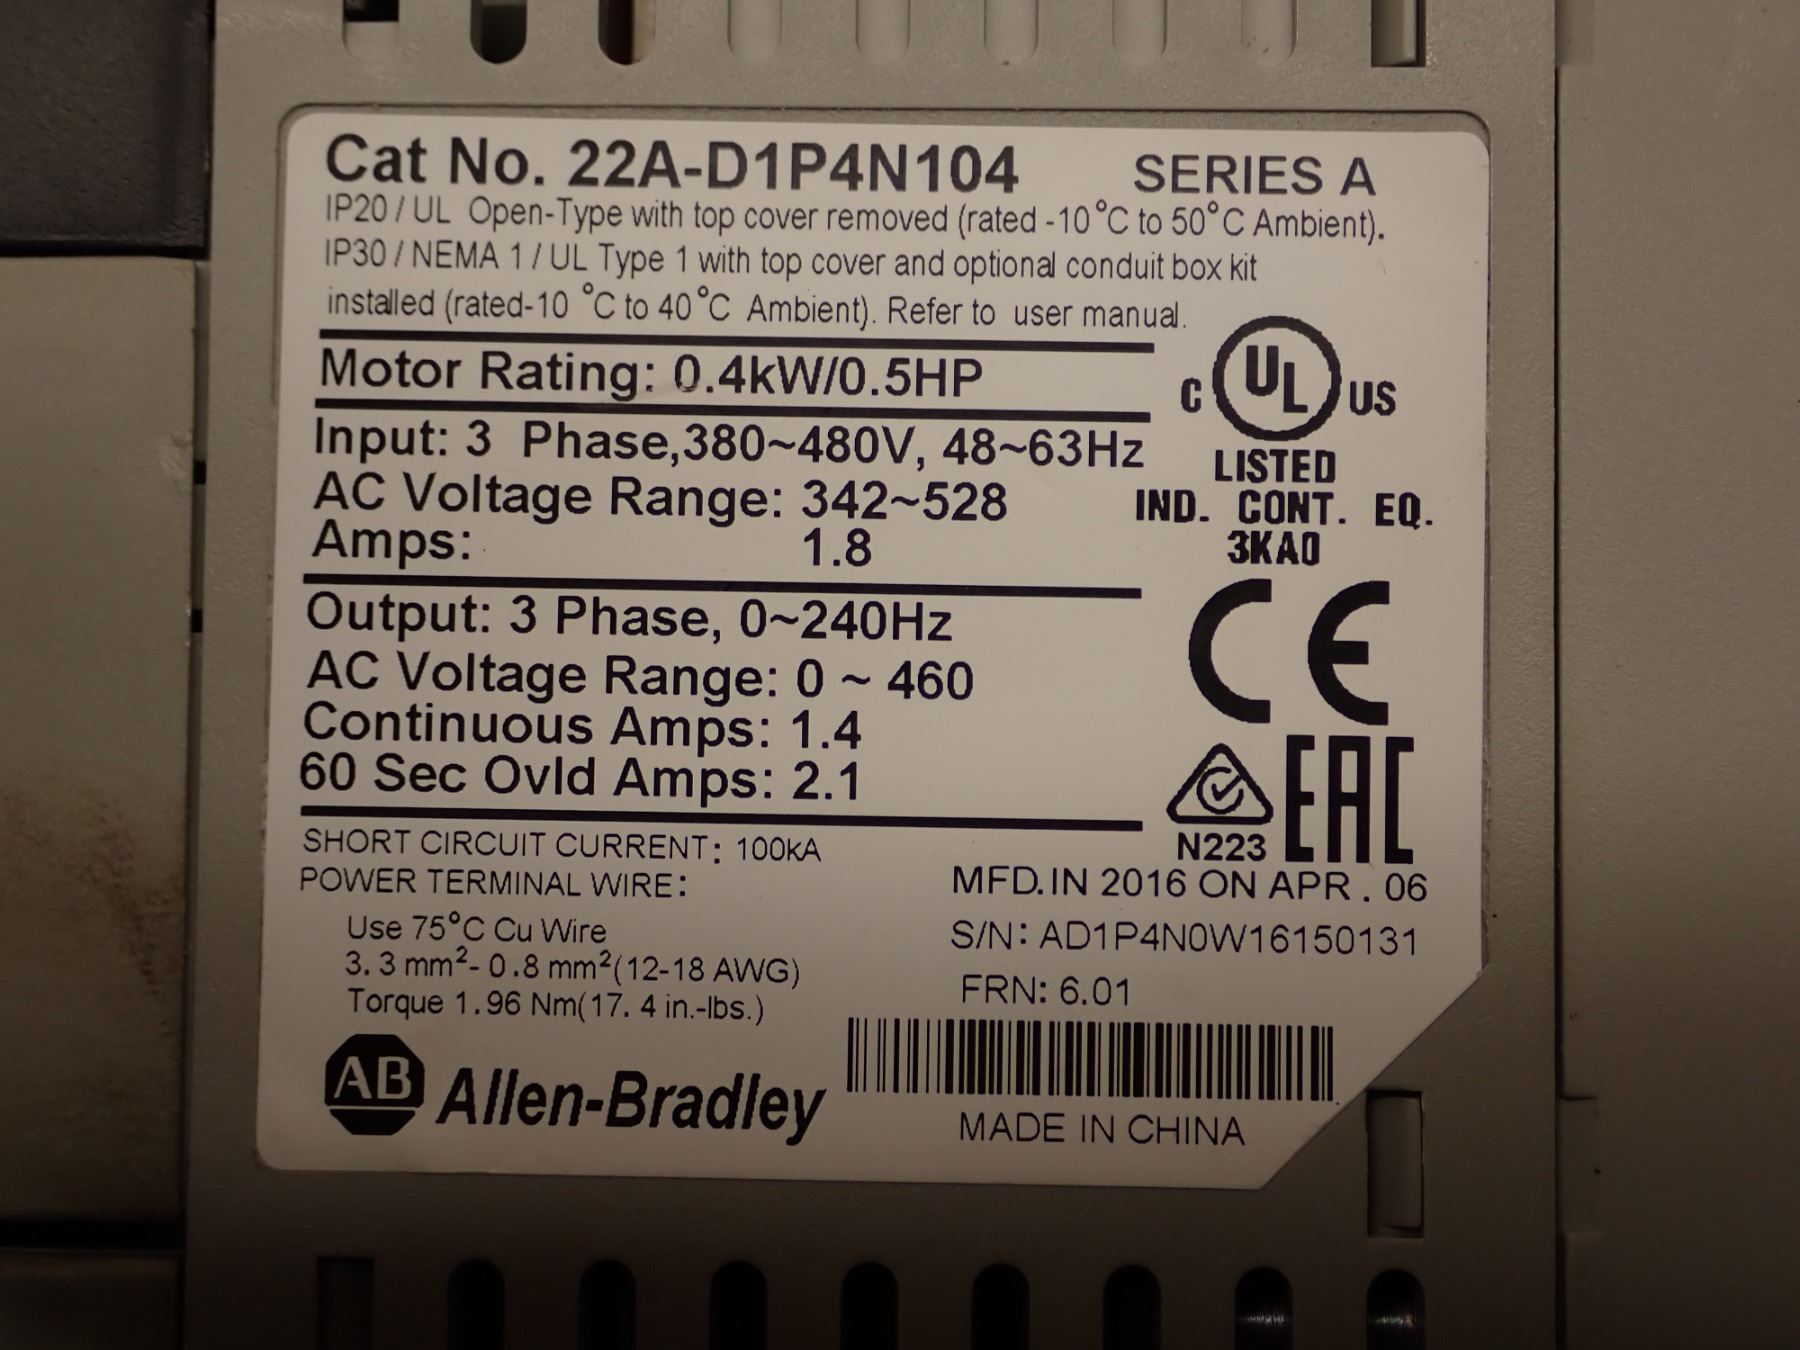 Cat No. 22A-D1P4N104 SERIES A
IP20 / UL Open-Type with top cover removed (rated -10°C to 50°C Ambient).
IP30 / NEMA 1 / UL Type 1 with top cover and optional conduit box kit
installed (rated-10 °C to 40°C Ambient). Refer to user manual.
Motor Rating: 0.4kW/0.5HP
C UL US
LISTED
IND. CONT. EQ.
3KA0
Input: 3 Phase,380~480V, 48~63Hz
AC Voltage Range: 342~528
Amps: 1.8
CE
Output: 3 Phase, 0~240Hz
AC Voltage Range: 0 ~ 460
Continuous Amps: 1.4
60 Sec Ovld Amps: 2.1
EAC
N223
SHORT CIRCUIT CURRENT: 100kA
POWER TERMINAL WIRE:
Use 75°C Cu Wire
3.3 mm²- 0.8 mm²(12-18 AWG)
Torque 1.96 Nm(17.4 in.-lbs.)
MFD.IN 2016 ON APR . 06
S/N: AD1P4N0W16150131
FRN: 6.01
AB Allen-Bradley
MADE IN CHINA